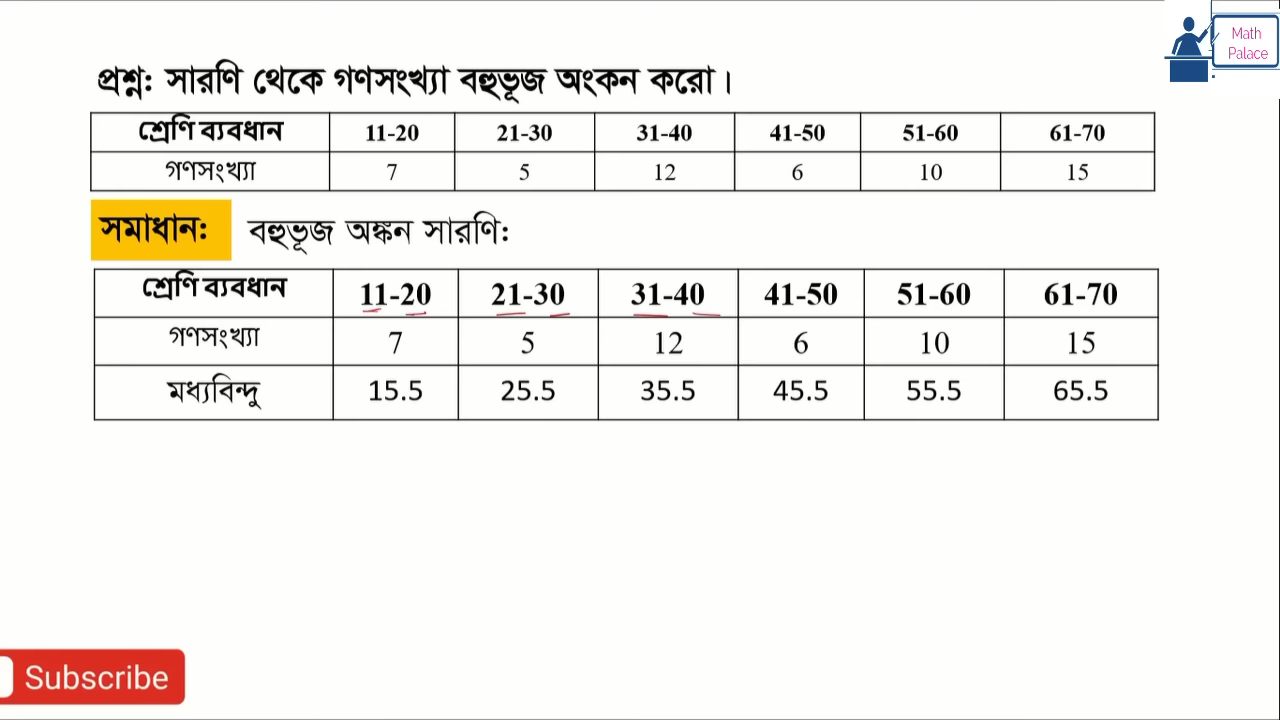 Math
Palace
প্রশ্ন: সারণি থেকে গণসংখ্যা বহুভূজ অংকন করো।
শ্রেণি ব্যবধান 11-20 21-30 31-40 41-50 51-60 61-70
গণসংখ্যা 7 5 12 6 10 15
সমাধান: বহুভূজ অঙ্কন সারণি:
শ্রেণি ব্যবধান 11-20 21-30 31-40 41-50 51-60 61-70
গণসংখ্যা 7 5 12 6 10 15
মধ্যবিন্দু 15.5 25.5 35.5 45.5 55.5 65.5
Subscribe